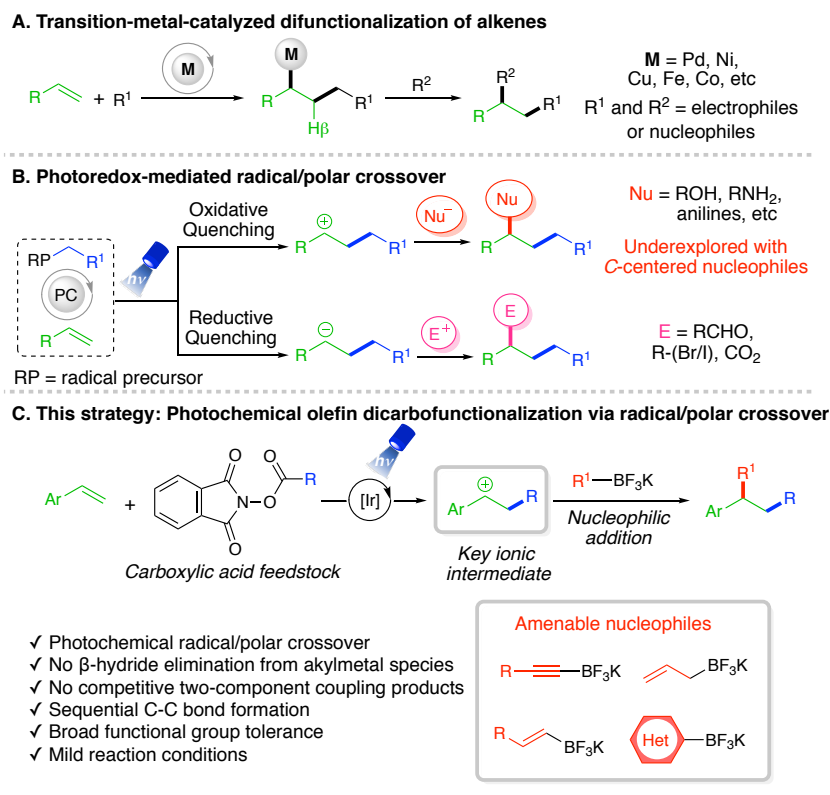 A. Transition-metal-catalyzed difunctionalization of alkenes
R + R¹
M
M
R
Hβ
R¹
R²
R²
R
R¹
M = Pd, Ni,
Cu, Fe, Co, etc
R¹ and R² = electrophiles
or nucleophiles
B. Photoredox-mediated radical/polar crossover
RP
R¹
PC
R
RP = radical precursor
hν
Oxidative
Quenching
R
+
R¹
Nu⁻
Nu
R
R¹
Nu = ROH, RNH₂,
anilines, etc
Underexplored with
C-centered nucleophiles
Reductive
Quenching
R
−
R¹
E⁺
E
R
R¹
E = RCHO,
R-(Br/I), CO₂
C. This strategy: Photochemical olefin dicarbofunctionalization via radical/polar crossover
Ar
+
O
O
N
O
O
R
Carboxylic acid feedstock
hν
[Ir]
Ar
+
R
Key ionic
intermediate
R¹—BF₃K
Nucleophilic
addition
R¹
Ar
R
✓ Photochemical radical/polar crossover
✓ No β-hydride elimination from akylmetal species
✓ No competitive two-component coupling products
✓ Sequential C-C bond formation
✓ Broad functional group tolerance
✓ Mild reaction conditions
Amenable nucleophiles
R
BF₃K
BF₃K
R
BF₃K
Het
BF₃K